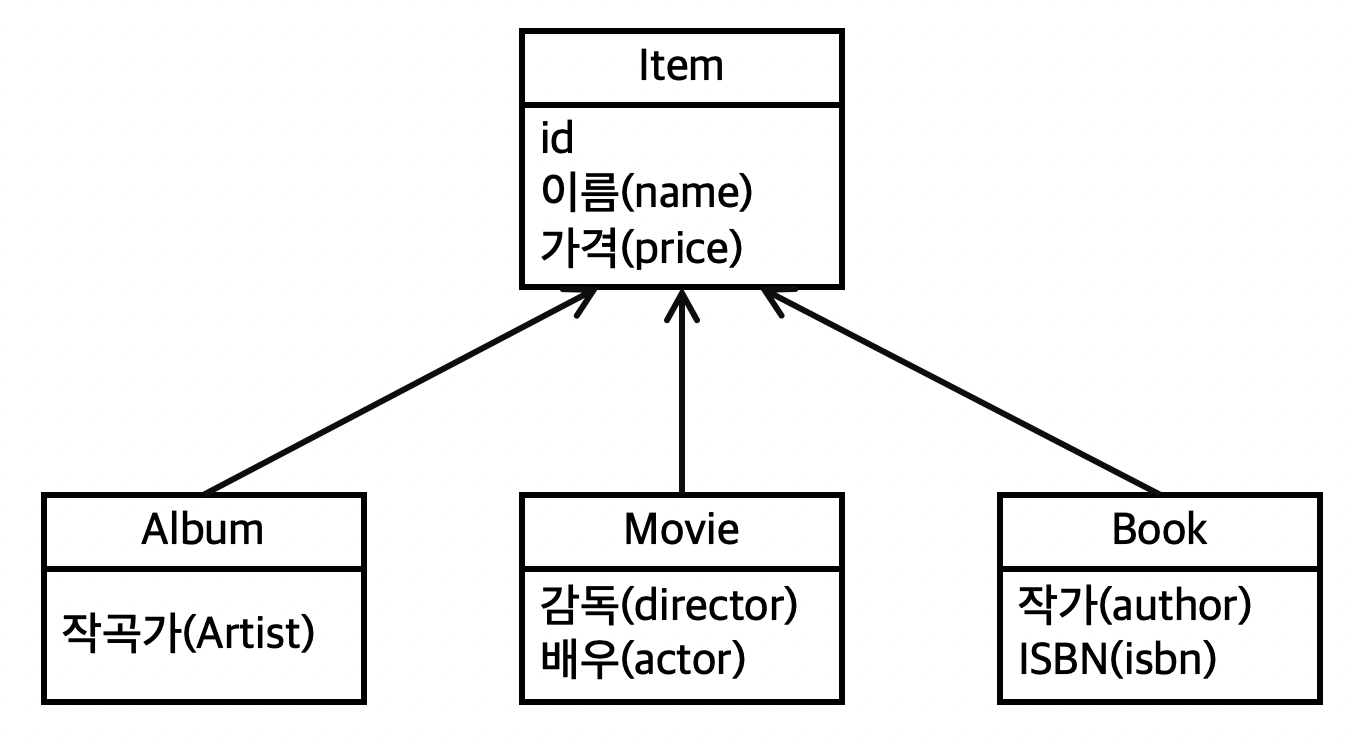 Item
id
이름(name)
가격(price)
Album
작곡가(Artist)
Movie
감독(director)
배우(actor)
Book
작가(author)
ISBN(isbn)